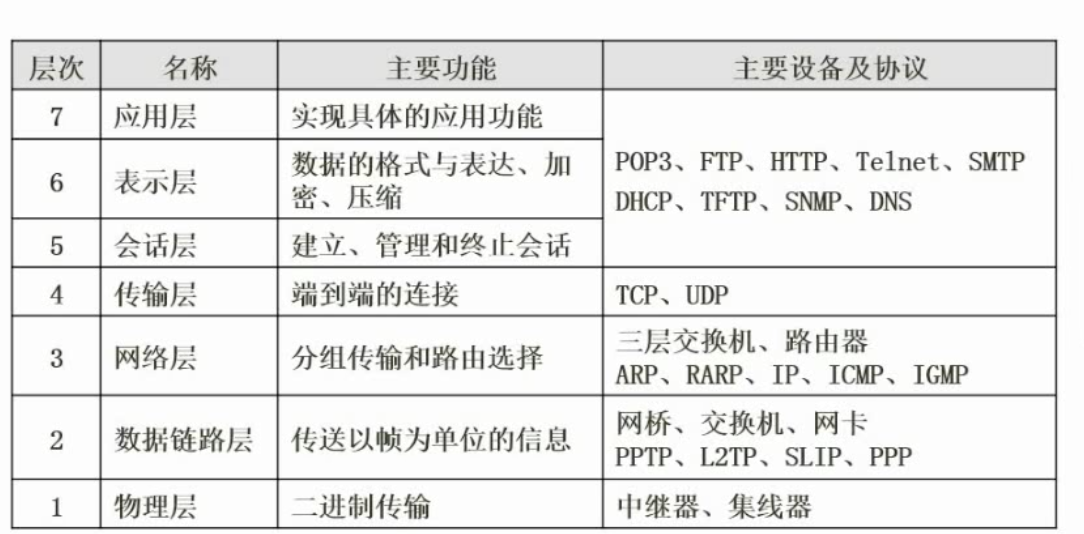 层次 名称 主要功能 主要设备及协议
7 应用层 实现具体的应用功能
6 表示层 数据的格式与表达、加
密、压缩
POP3、FTP、HTTP、Telnet、SMTP
DHCP、TFTP、SNMP、DNS
5 会话层 建立、管理和终止会话
4 传输层 端到端的连接 TCP、UDP
3 网络层 分组传输和路由选择 三层交换机、路由器
ARP、RARP、IP、ICMP、IGMP
2 数据链路层 传送以帧为单位的信息 网桥、交换机、网卡
PPTP、L2TP、SLIP、PPP
1 物理层 二进制传输 中继器、集线器